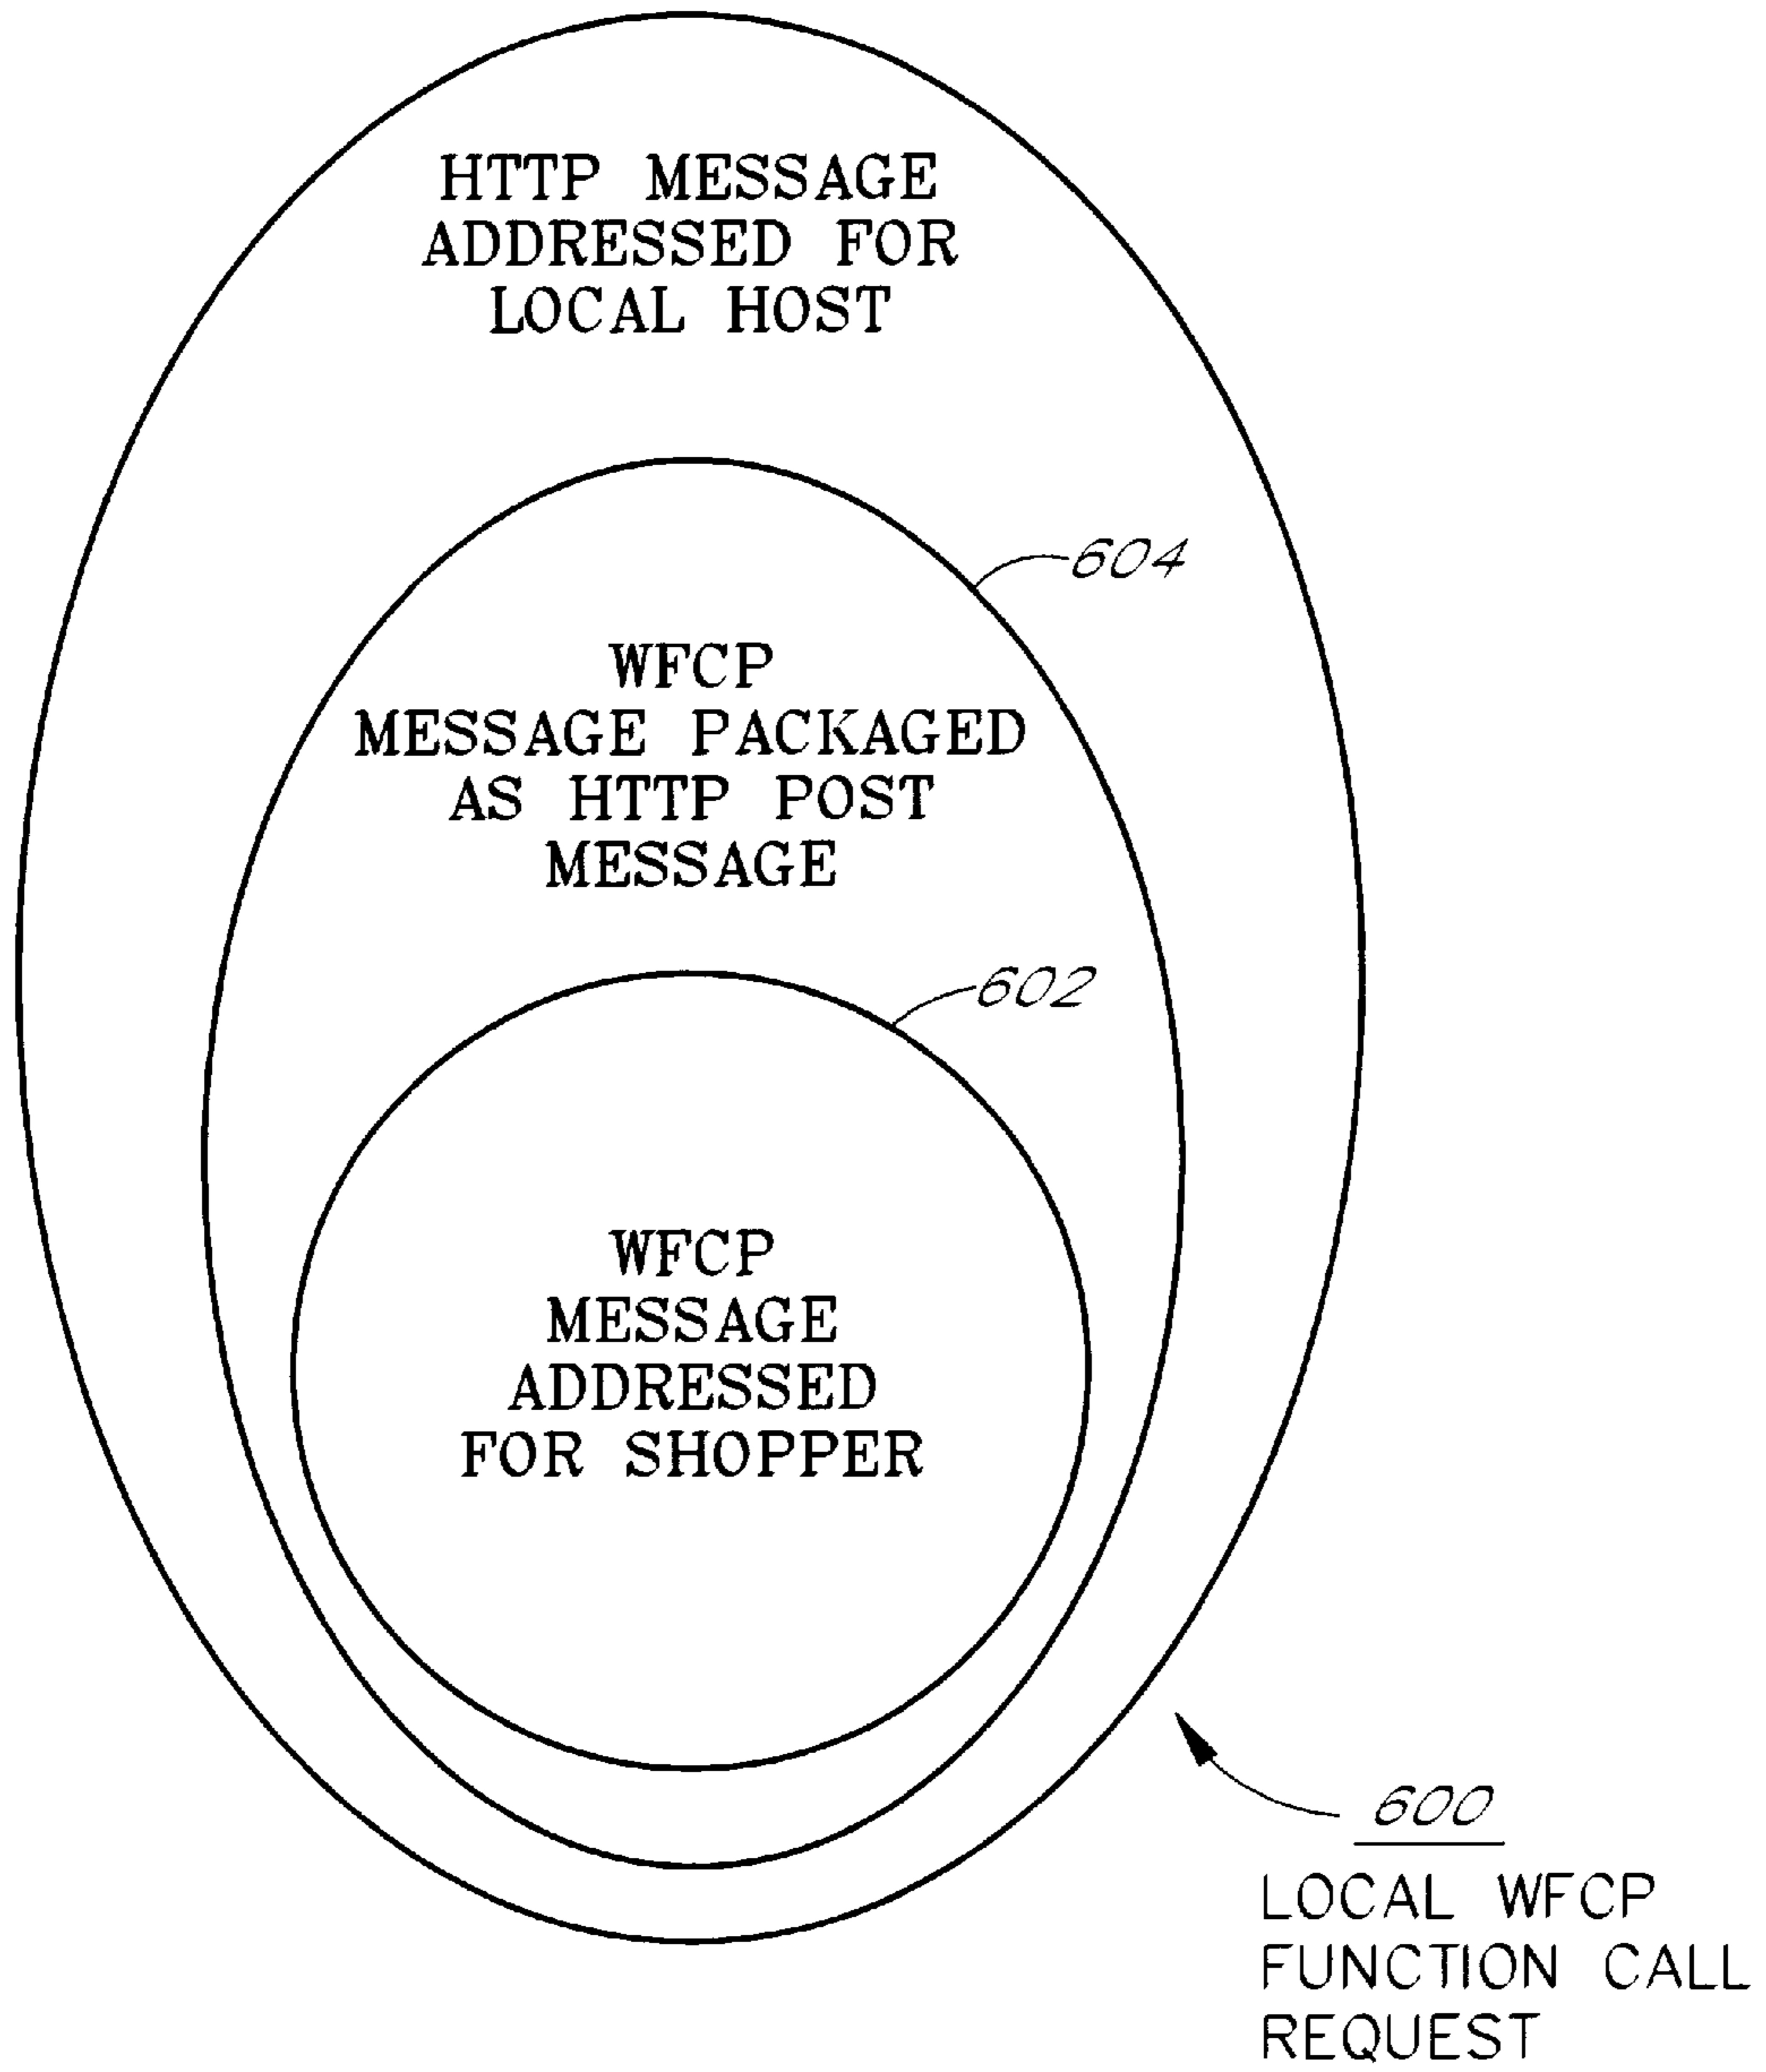 HTTP MESSAGE
ADDRESSED FOR
LOCAL HOST
604
WFCP
MESSAGE PACKAGED
AS HTTP POST
MESSAGE
602
WFCP
MESSAGE
ADDRESSED
FOR SHOPPER
600
LOCAL WFCP
FUNCTION CALL
REQUEST